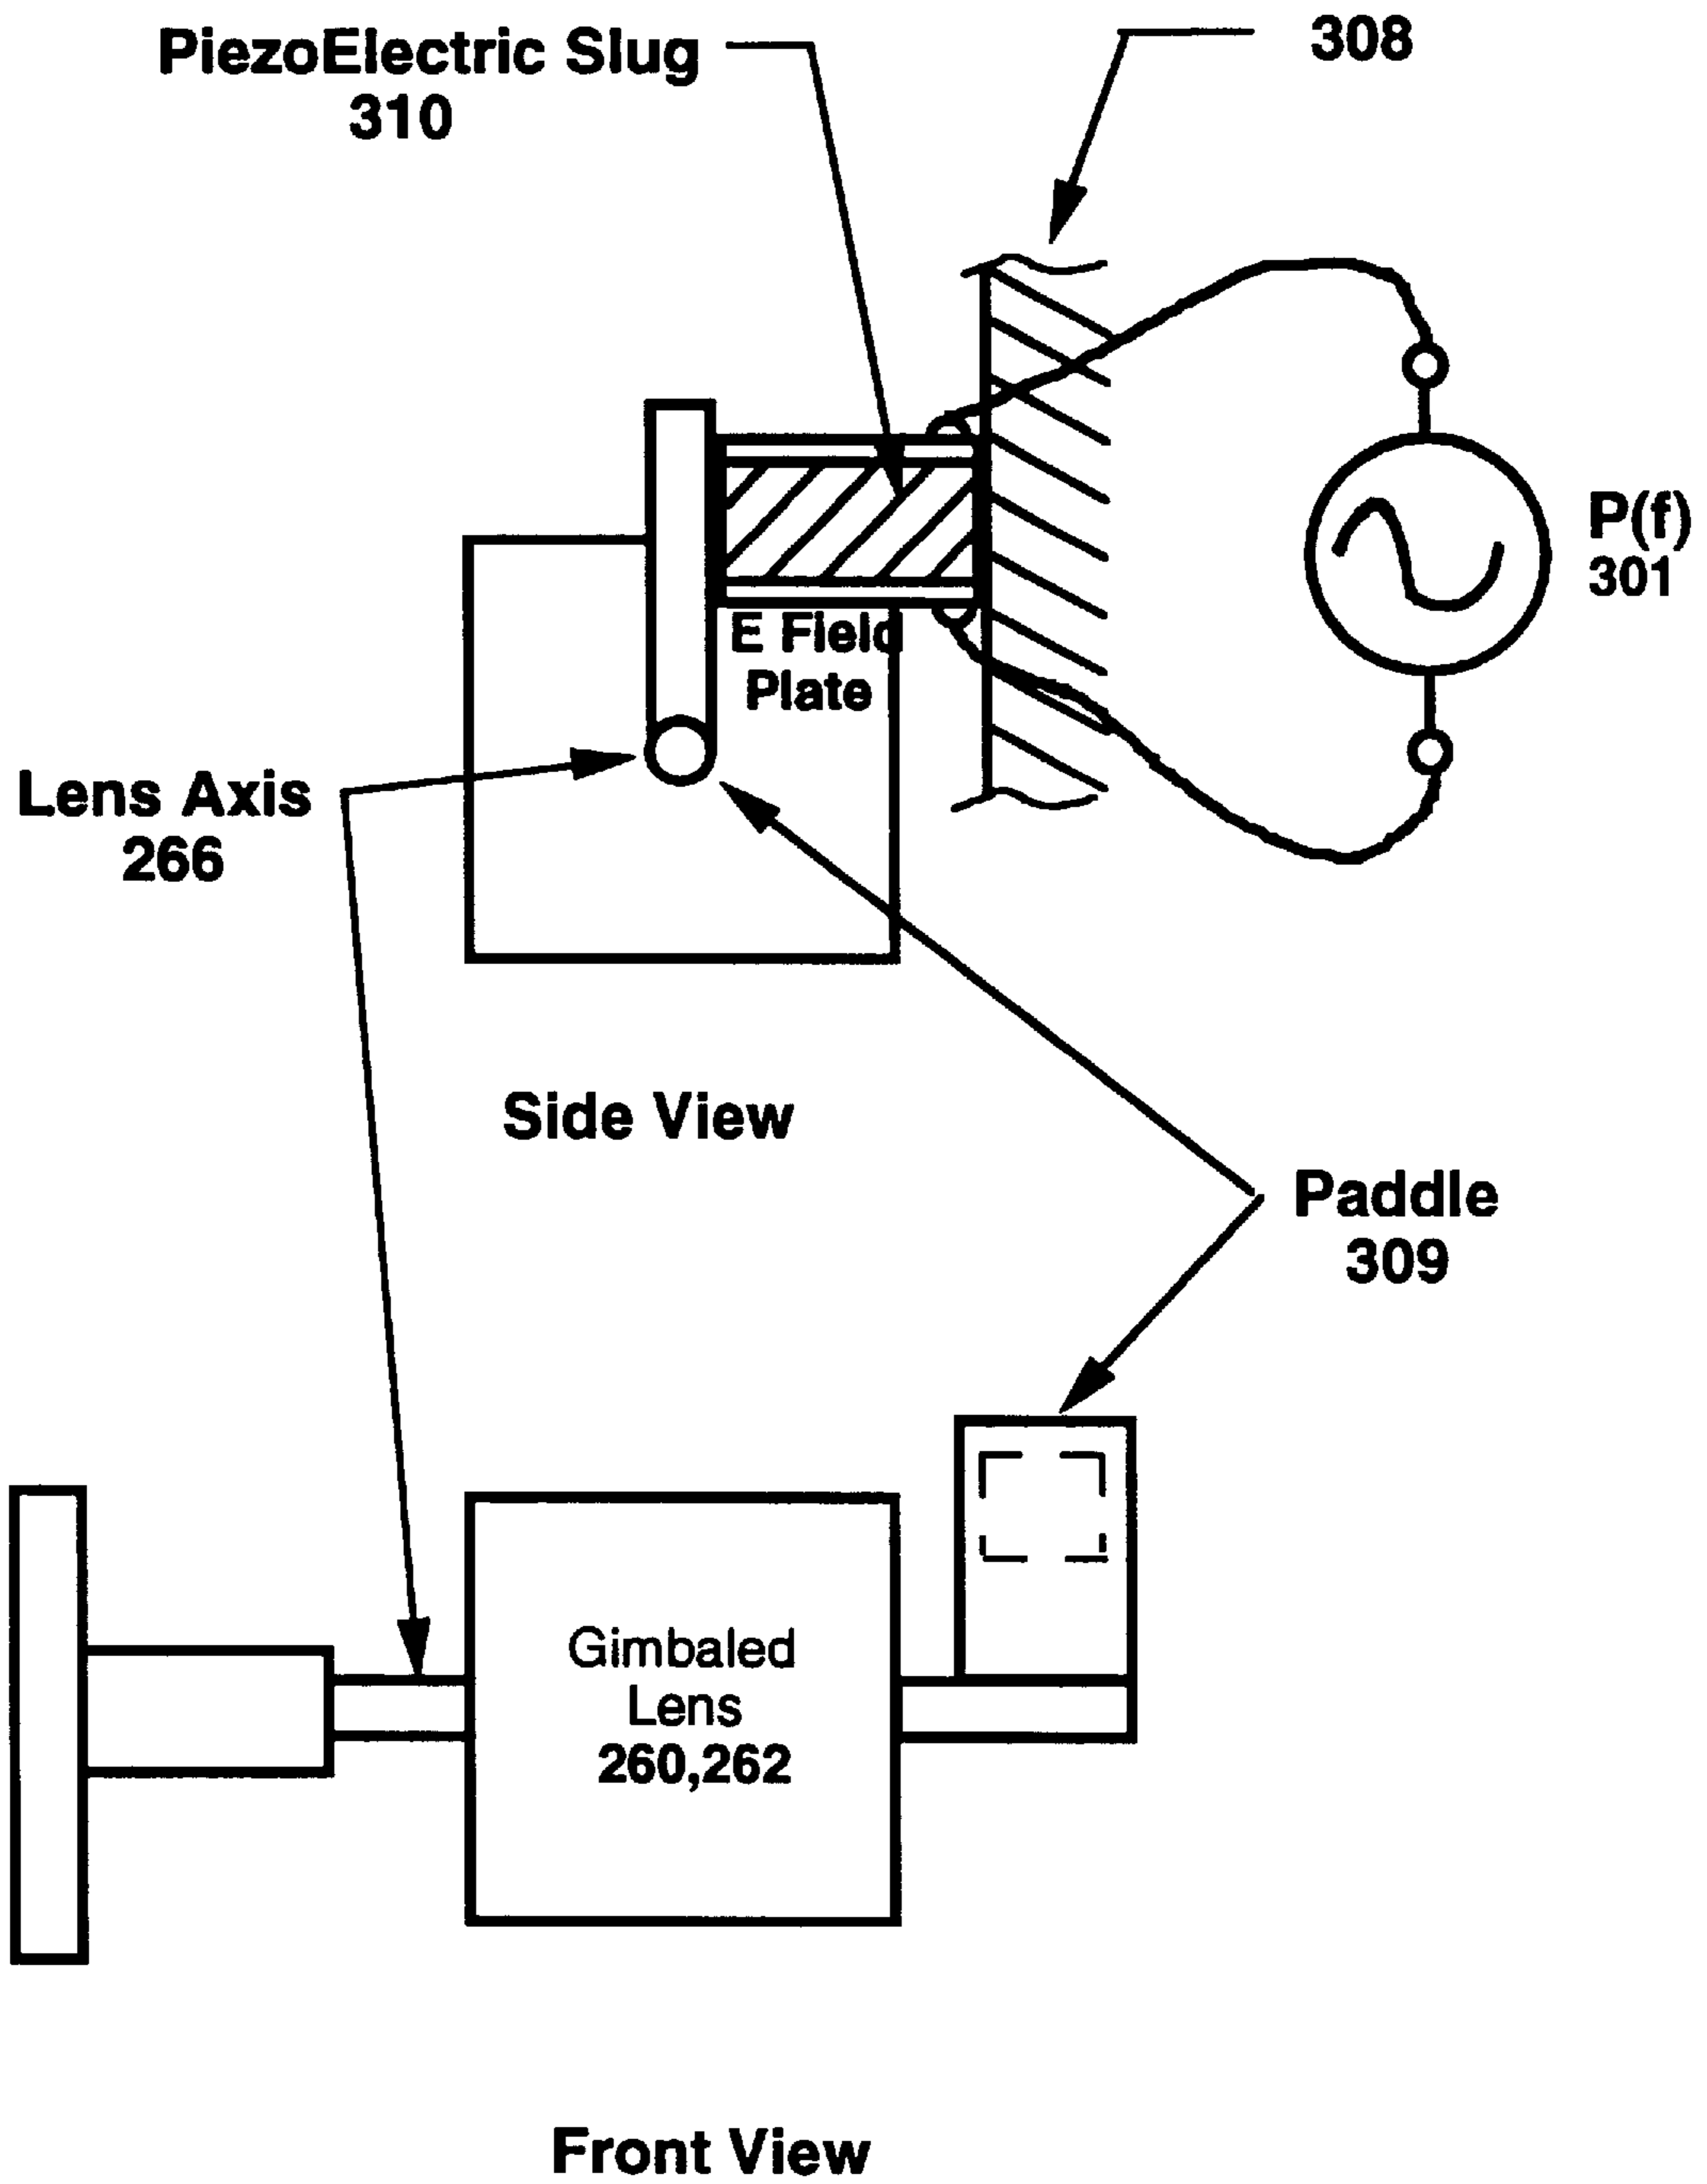 PiezoElectric Slug
310
308
P(f)
301
E Field
Plate
Lens Axis
266
Side View
Paddle
309
Gimbaled
Lens
260,262
Front View